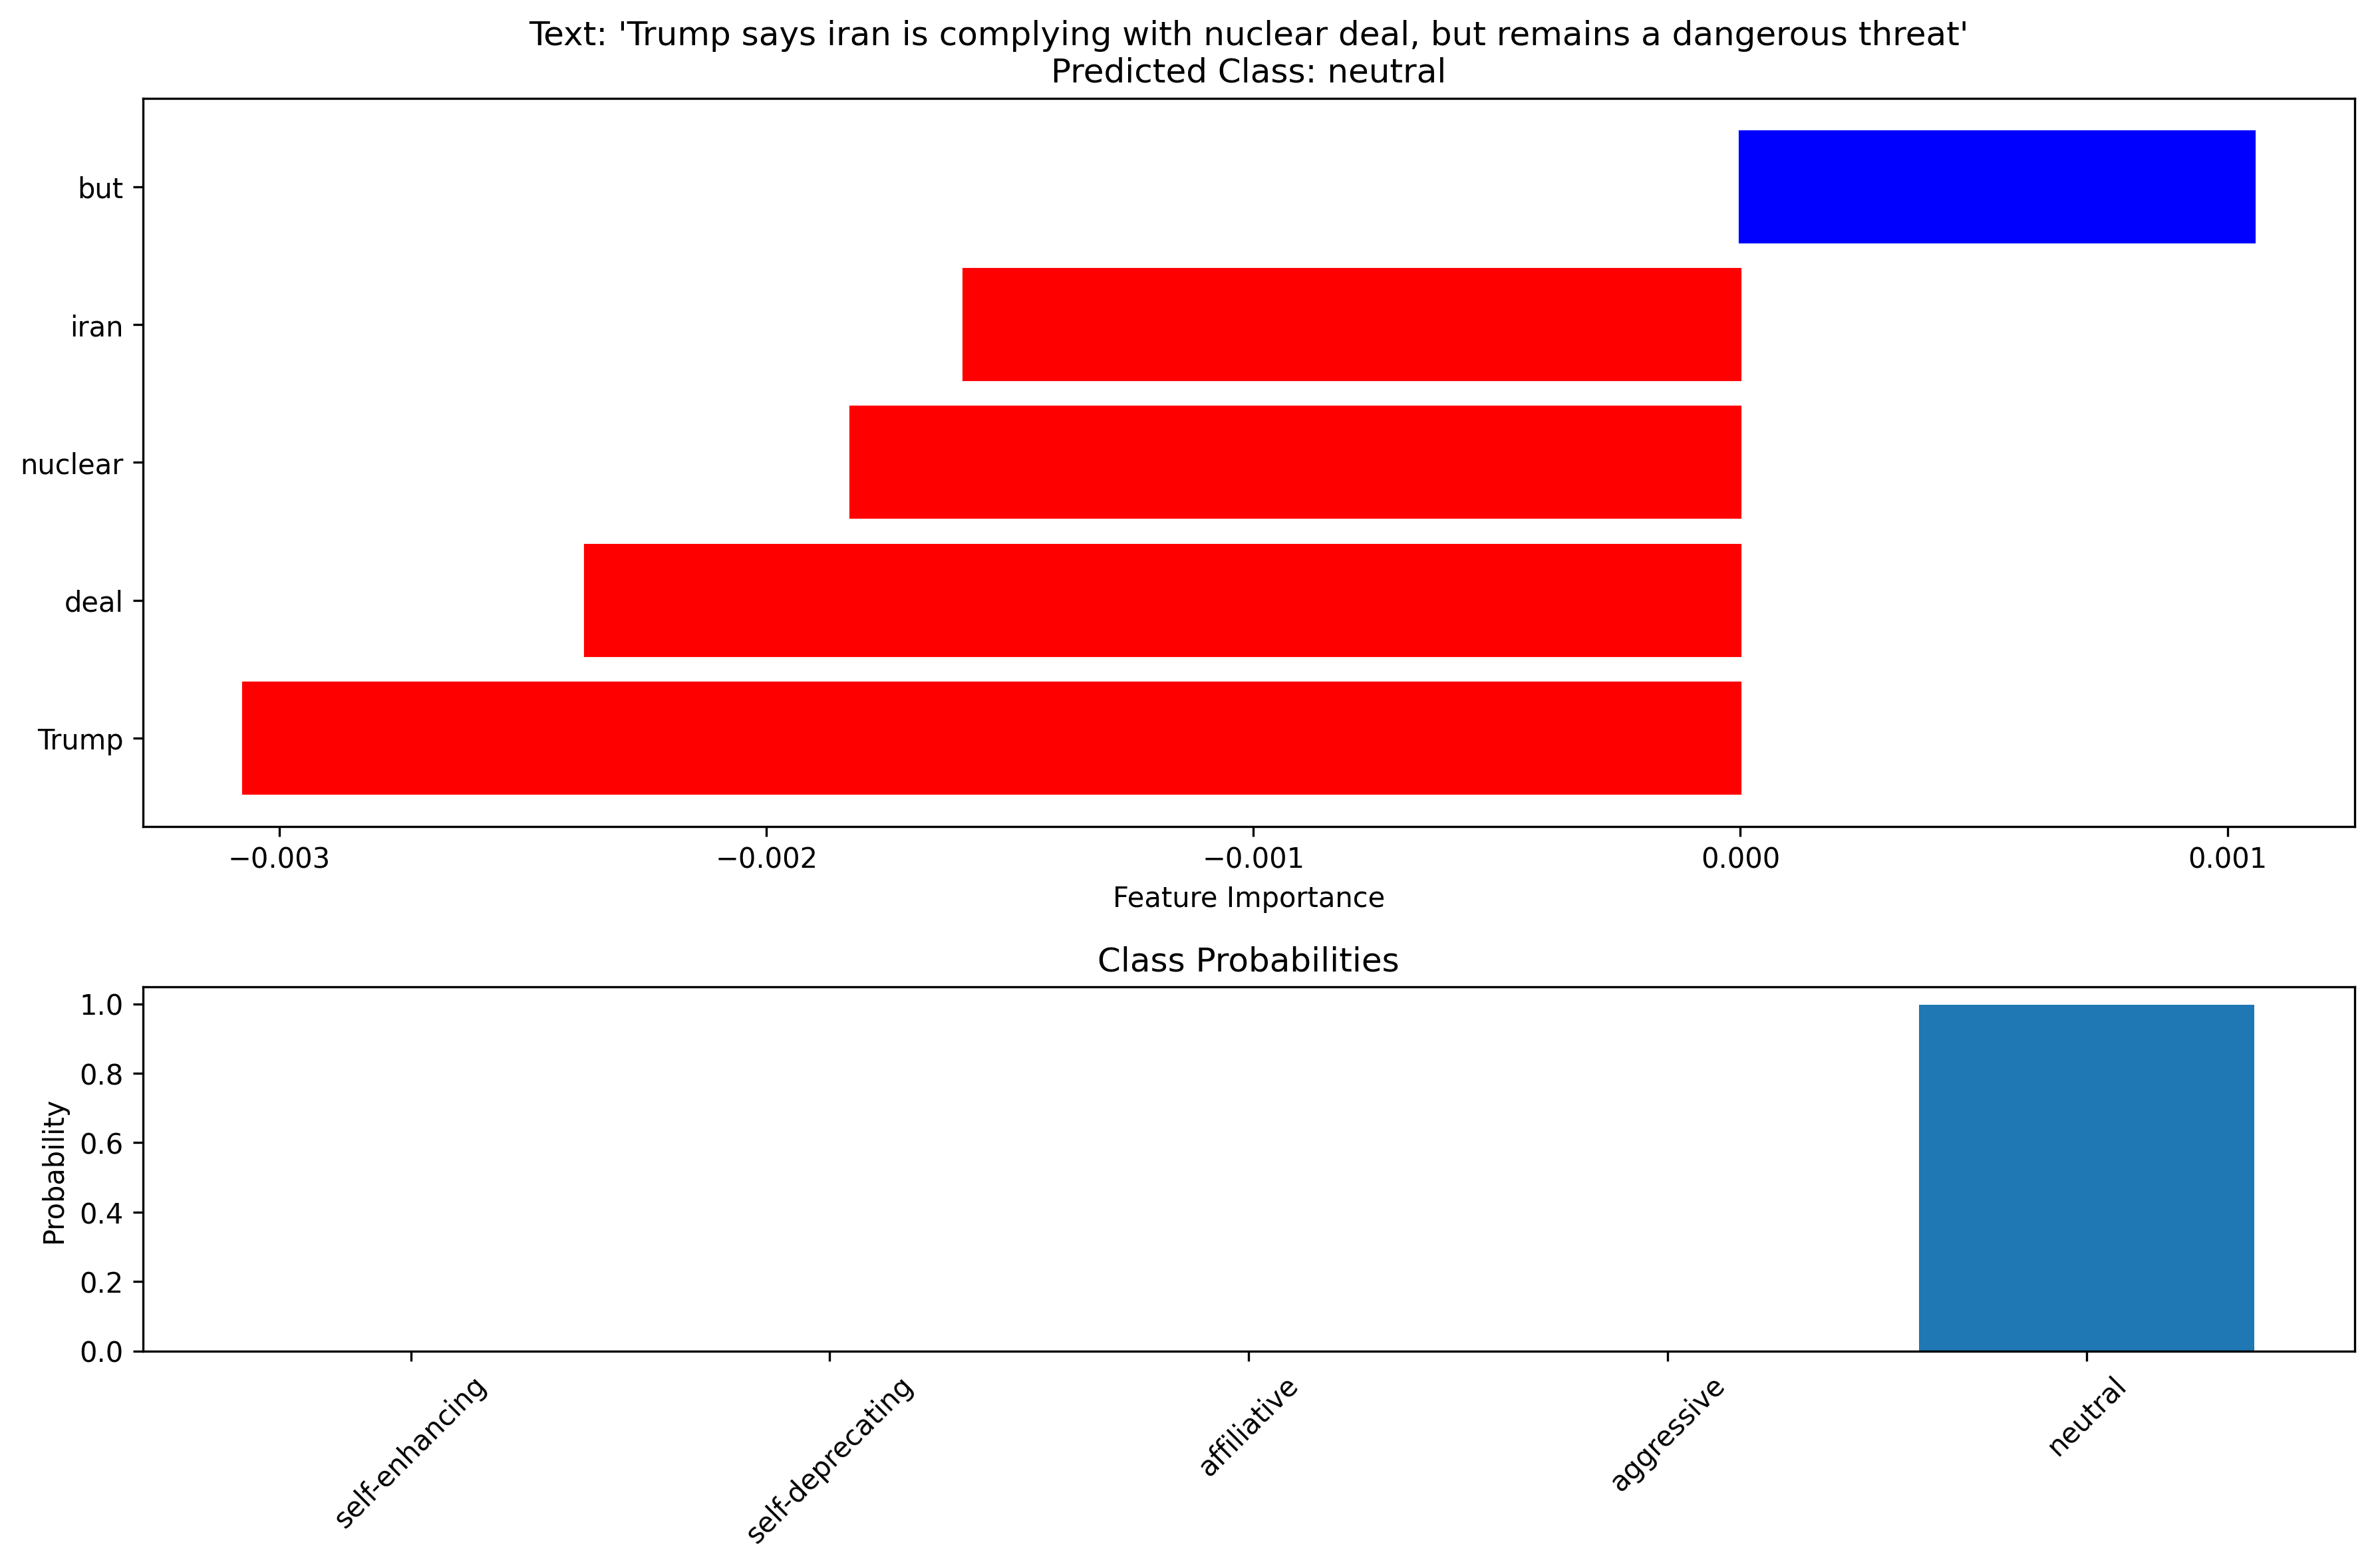 Text: 'Trump says iran is complying with nuclear deal, but remains a dangerous threat'
Predicted Class: neutral
but
iran
nuclear
deal
Trump
−0.003 −0.002 −0.001 0.000 0.001
Feature Importance
Class Probabilities
1.0
0.8
0.6
0.4
0.2
0.0
Probability
self-enhancing self-deprecating affiliative aggressive neutral